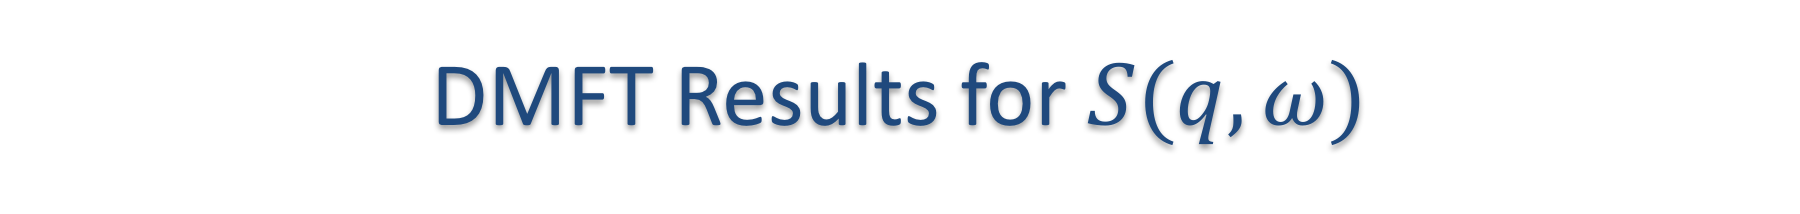 DMFT Results for 𝑆(𝑞, 𝜔)